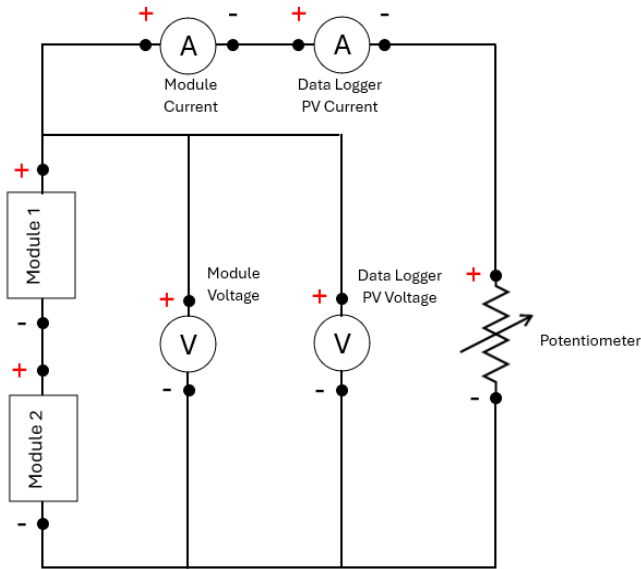 + - + -
A A
Module
Current
Data Logger
PV Current
+
Module 1
-
+
Module 2
-
Module
Voltage
+
V
-
Data Logger
PV Voltage
+
V
-
+
Potentiometer
-